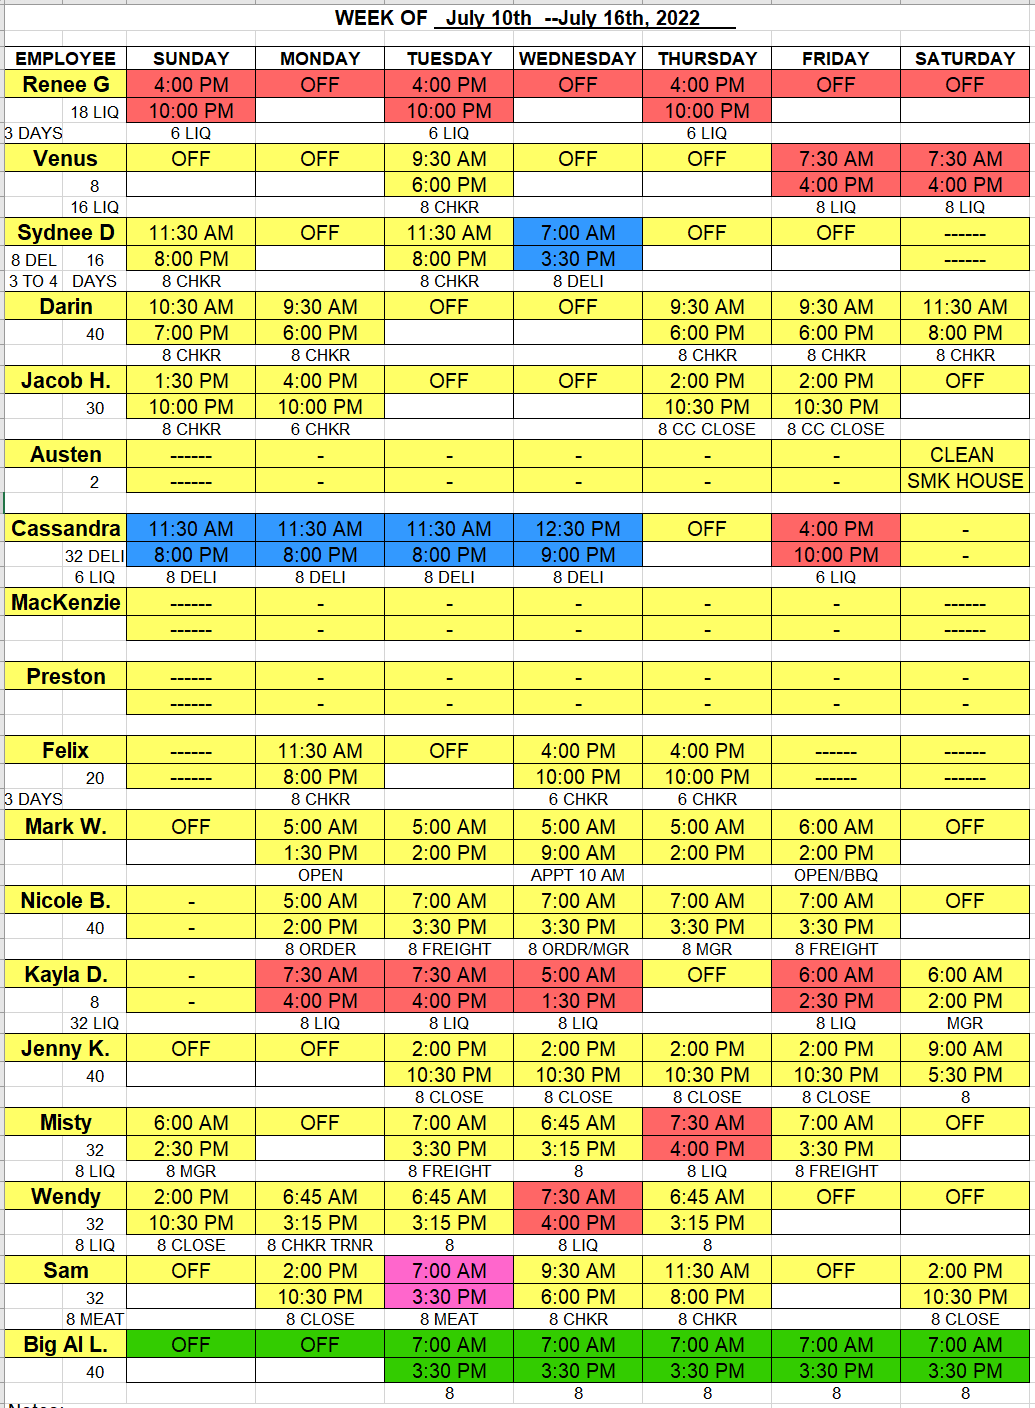 WEEK OF July 10th --July 16th, 2022
EMPLOYEE SUNDAY MONDAY TUESDAY WEDNESDAY THURSDAY FRIDAY SATURDAY
Renee G 4:00 PM OFF 4:00 PM OFF 4:00 PM OFF OFF
18 LIQ 10:00 PM 10:00 PM 10:00 PM
3 DAYS 6 LIQ 6 LIQ 6 LIQ
Venus OFF OFF 9:30 AM OFF OFF 7:30 AM 7:30 AM
8 6:00 PM 4:00 PM 4:00 PM
16 LIQ 8 CHKR 8 LIQ 8 LIQ
Sydnee D 11:30 AM OFF 11:30 AM 7:00 AM OFF OFF ------
8 DEL 16 8:00 PM 8:00 PM 3:30 PM ------
3 TO 4 DAYS 8 CHKR 8 CHKR 8 DELI
Darin 10:30 AM 9:30 AM OFF OFF 9:30 AM 9:30 AM 11:30 AM
40 7:00 PM 6:00 PM 6:00 PM 6:00 PM 8:00 PM
8 CHKR 8 CHKR 8 CHKR 8 CHKR 8 CHKR
Jacob H. 1:30 PM 4:00 PM OFF OFF 2:00 PM 2:00 PM OFF
30 10:00 PM 10:00 PM 10:30 PM 10:30 PM
8 CHKR 6 CHKR 8 CC CLOSE 8 CC CLOSE
Austen ------ - - - - - CLEAN
2 ------ - - - - - SMK HOUSE
Cassandra 11:30 AM 11:30 AM 11:30 AM 12:30 PM OFF 4:00 PM -
32 DELI 8:00 PM 8:00 PM 8:00 PM 9:00 PM 10:00 PM -
6 LIQ 8 DELI 8 DELI 8 DELI 8 DELI 6 LIQ
MacKenzie ------ - - - - - ------
------ - - - - - ------
Preston ------ - - - - - -
------ - - - - - -
Felix ------ 11:30 AM OFF 4:00 PM 4:00 PM ------ ------
20 ------ 8:00 PM 10:00 PM 10:00 PM ------ ------
3 DAYS 8 CHKR 6 CHKR 6 CHKR
Mark W. OFF 5:00 AM 5:00 AM 5:00 AM 5:00 AM 6:00 AM OFF
1:30 PM 2:00 PM 9:00 AM 2:00 PM 2:00 PM
OPEN APPT 10 AM OPEN/BBQ
Nicole B. - 5:00 AM 7:00 AM 7:00 AM 7:00 AM 7:00 AM OFF
40 - 2:00 PM 3:30 PM 3:30 PM 3:30 PM 3:30 PM
8 ORDER 8 FREIGHT 8 ORDR/MGR 8 MGR 8 FREIGHT
Kayla D. - 7:30 AM 7:30 AM 5:00 AM OFF 6:00 AM 6:00 AM
8 - 4:00 PM 4:00 PM 1:30 PM 2:30 PM 2:00 PM
32 LIQ 8 LIQ 8 LIQ 8 LIQ 8 LIQ MGR
Jenny K. OFF OFF 2:00 PM 2:00 PM 2:00 PM 2:00 PM 9:00 AM
40 10:30 PM 10:30 PM 10:30 PM 10:30 PM 5:30 PM
8 CLOSE 8 CLOSE 8 CLOSE 8 CLOSE 8
Misty 6:00 AM OFF 7:00 AM 6:45 AM 7:30 AM 7:00 AM OFF
32 2:30 PM 3:30 PM 3:15 PM 4:00 PM 3:30 PM
8 LIQ 8 MGR 8 FREIGHT 8 8 LIQ 8 FREIGHT
Wendy 2:00 PM 6:45 AM 6:45 AM 7:30 AM 6:45 AM OFF OFF
32 10:30 PM 3:15 PM 3:15 PM 4:00 PM 3:15 PM
8 LIQ 8 CLOSE 8 CHKR TRNR 8 8 LIQ 8
Sam OFF 2:00 PM 7:00 AM 9:30 AM 11:30 AM OFF 2:00 PM
32 10:30 PM 3:30 PM 6:00 PM 8:00 PM 10:30 PM
8 MEAT 8 CLOSE 8 MEAT 8 CHKR 8 CHKR 8 CLOSE
Big Al L. OFF OFF 7:00 AM 7:00 AM 7:00 AM 7:00 AM 7:00 AM
40 3:30 PM 3:30 PM 3:30 PM 3:30 PM 3:30 PM
8 8 8 8 8